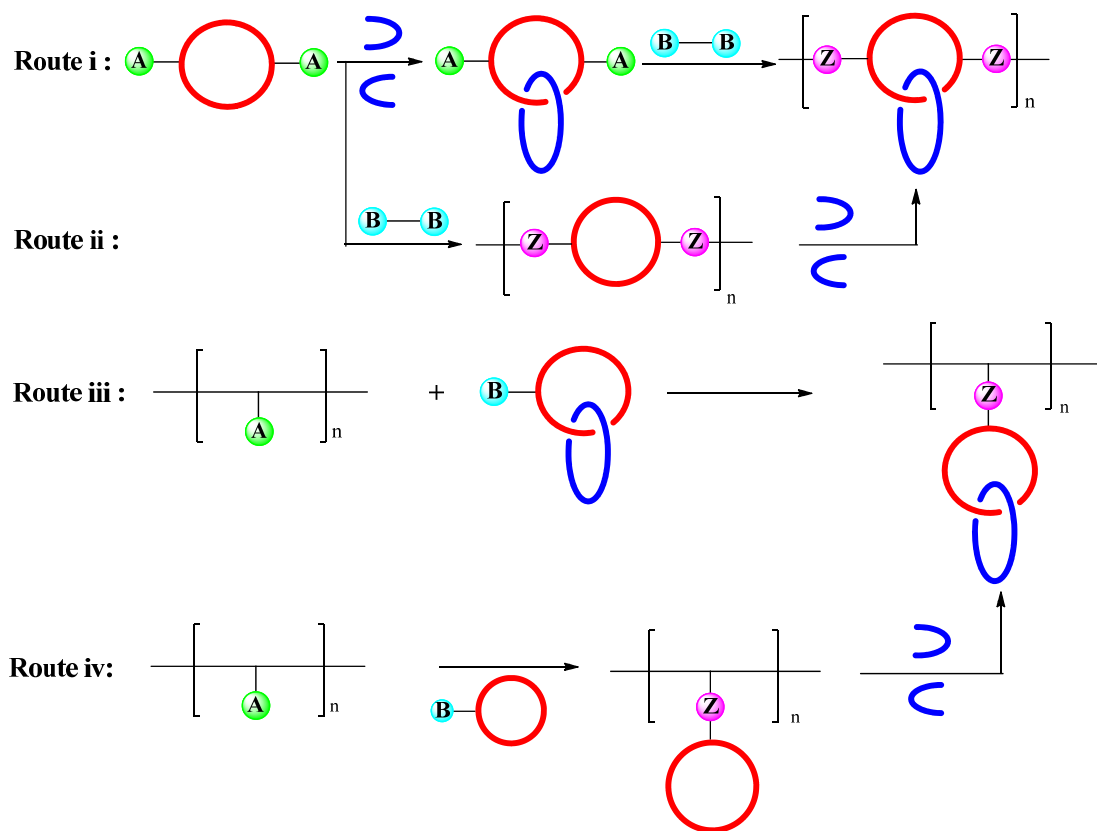 Route i : A A A A B B Z Z n
Route ii : B B Z Z n
Route iii : A n + B Z n
Route iv: A n B Z n